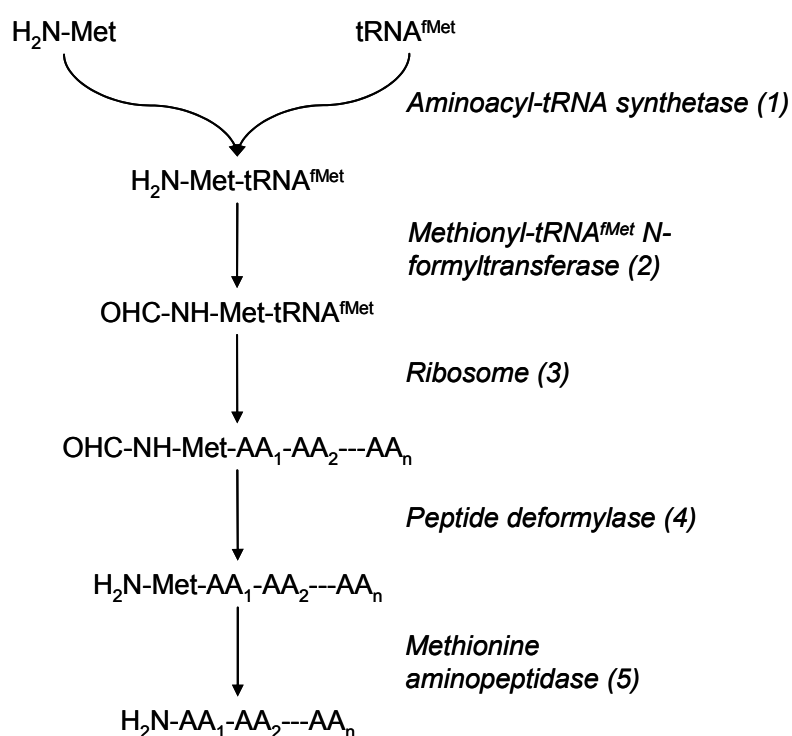 H₂N-Met
tRNAᶠᴹᵉᵗ
Aminoacyl-tRNA synthetase (1)
H₂N-Met-tRNAᶠᴹᵉᵗ
Methionyl-tRNAᶠᴹᵉᵗ N-
formyltransferase (2)
OHC-NH-Met-tRNAᶠᴹᵉᵗ
Ribosome (3)
OHC-NH-Met-AA₁-AA₂---AAₙ
Peptide deformylase (4)
H₂N-Met-AA₁-AA₂---AAₙ
Methionine
aminopeptidase (5)
H₂N-AA₁-AA₂---AAₙ